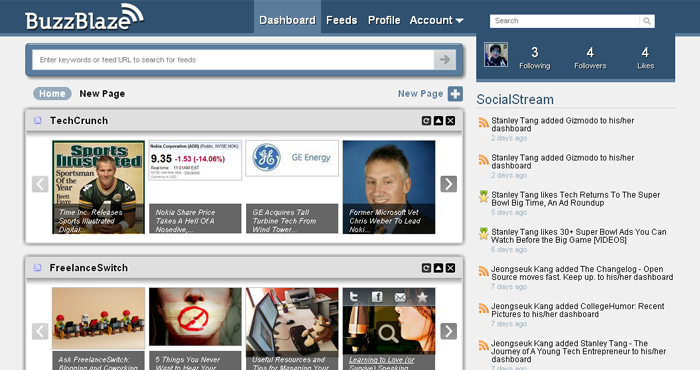 BuzzBlaze
Dashboard Feeds Profile Account
Search
3 4 4
Following Followers Likes
Enter keywords or feed URL to search for feeds
Home New Page
New Page
TechCrunch
Sports
Illustrated
Sportsman
Of the
Year
Brett
Favre
Time Inc. Releases
Sports Illustrated
Digital...
Nokia Corporation (ADR) (Public, NYSE:NOK)
9.35 -1.53 (-14.06%)
Real-time: 11:01AM EST
Nokia Share Price
Takes A Hell Of A
Nosedive,...
GE Energy
GE Acquires Tall
Turbine Tech From
Wind Tower...
Former Microsoft Vet
Chris Weber To Lead
Noki...
FreelanceSwitch
Ask FreelanceSwitch:
Blogging and Coworking
5 Things You Never
Want to Hear Your
Useful Resources and
Tips for Managing Your
Learning to Love (or
Survive) Speaking
SocialStream
Stanley Tang added Gizmodo to his/her
dashboard
2 days ago
Stanley Tang added Gizmodo to his/her
dashboard
2 days ago
Stanley Tang likes Tech Returns To The Super
Bowl Big Time, An Ad Roundup
5 days ago
Stanley Tang likes 30+ Super Bowl Ads You Can
Watch Before the Big Game [VIDEOS]
6 days ago
Jeongseuk Kang added The Changelog - Open
Source moves fast. Keep up. to his/her dashboard
7 days ago
Jeongseuk Kang added CollegeHumor: Recent
Pictures to his/her dashboard
7 days ago
Jeongseuk Kang added Stanley Tang -
The Journey of A Young Tech Entrepreneur to his/her
dashboard
7 days ago